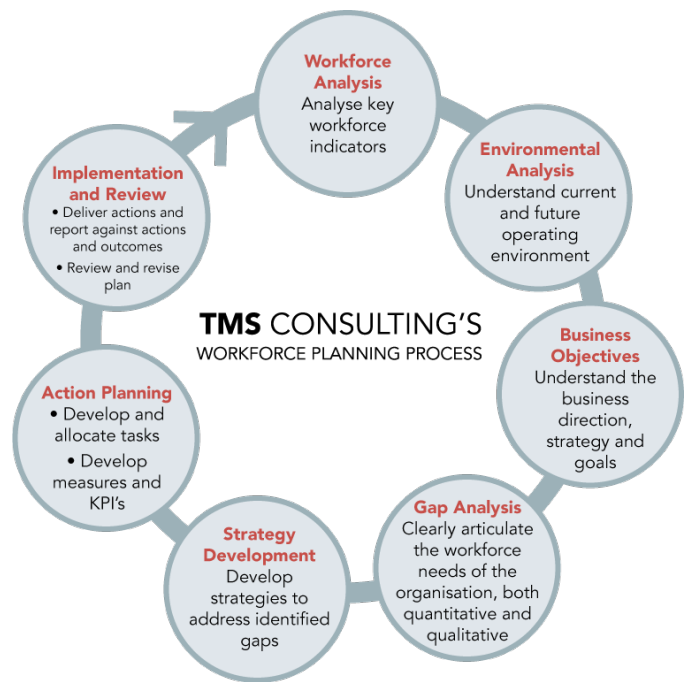 Workforce
Analysis
Analyse key
workforce
indicators
Environmental
Analysis
Understand current
and future
operating
environment
Business
Objectives
Understand the
business
direction,
strategy and
goals
Gap Analysis
Clearly articulate
the workforce
needs of the
organisation, both
quantitative and
qualitative
Strategy
Development
Develop
strategies to
address identified
gaps
Action Planning
• Develop and
allocate tasks
• Develop
measures and
KPI's
Implementation
and Review
• Deliver actions and
report against actions
and outcomes
• Review and revise
plan
TMS CONSULTING'S
WORKFORCE PLANNING PROCESS